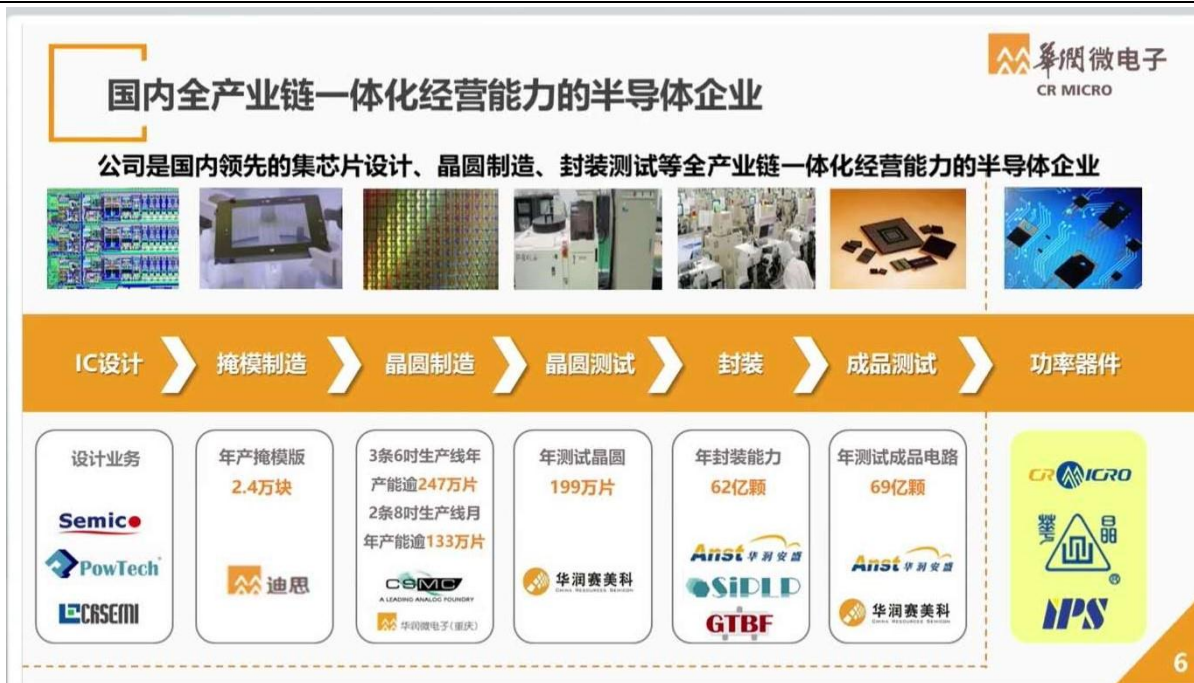 華潤微电子
CR MICRO
国内全产业链一体化经营能力的半导体企业
公司是国内领先的集芯片设计、晶圆制造、封装测试等全产业链一体化经营能力的半导体企业
IC设计
掩模制造
晶圆制造
晶圆测试
封装
成品测试
功率器件
设计业务
Semico
PowTech
CRSEMI
年产掩模版
2.4万块
迪思
3条6吋生产线年
产能逾247万片
2条8吋生产线月
年产能逾133万片
CSMC
A LEADING ANALOG FOUNDRY
华润微电子(重庆)
年测试晶圆
199万片
华润赛美科
CHINA RESOURCES SEMICON
年封装能力
62亿颗
Anst 华润安盛
SiPLP
GTBF
年测试成品电路
69亿颗
Anst 华润安盛
华润赛美科
CHINA RESOURCES SEMICON
CR MICRO
華晶
®
IPS
6